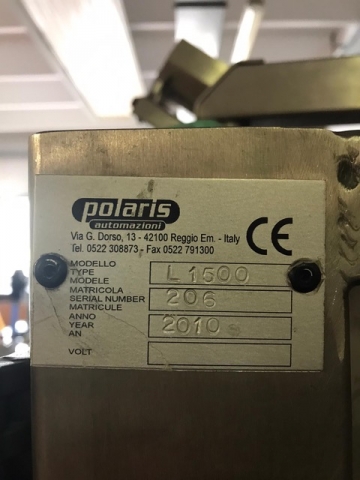 polaris
automazioni
Via G. Dorso, 13 - 42100 Reggio Em. - Italy
Tel. 0522 308873 - Fax 0522 791300
CE
MODELLO
TYPE L1500
MODELE
MATRICOLA
SERIAL NUMBER 206
MATRICULE
ANNO
YEAR 2010
AN
VOLT